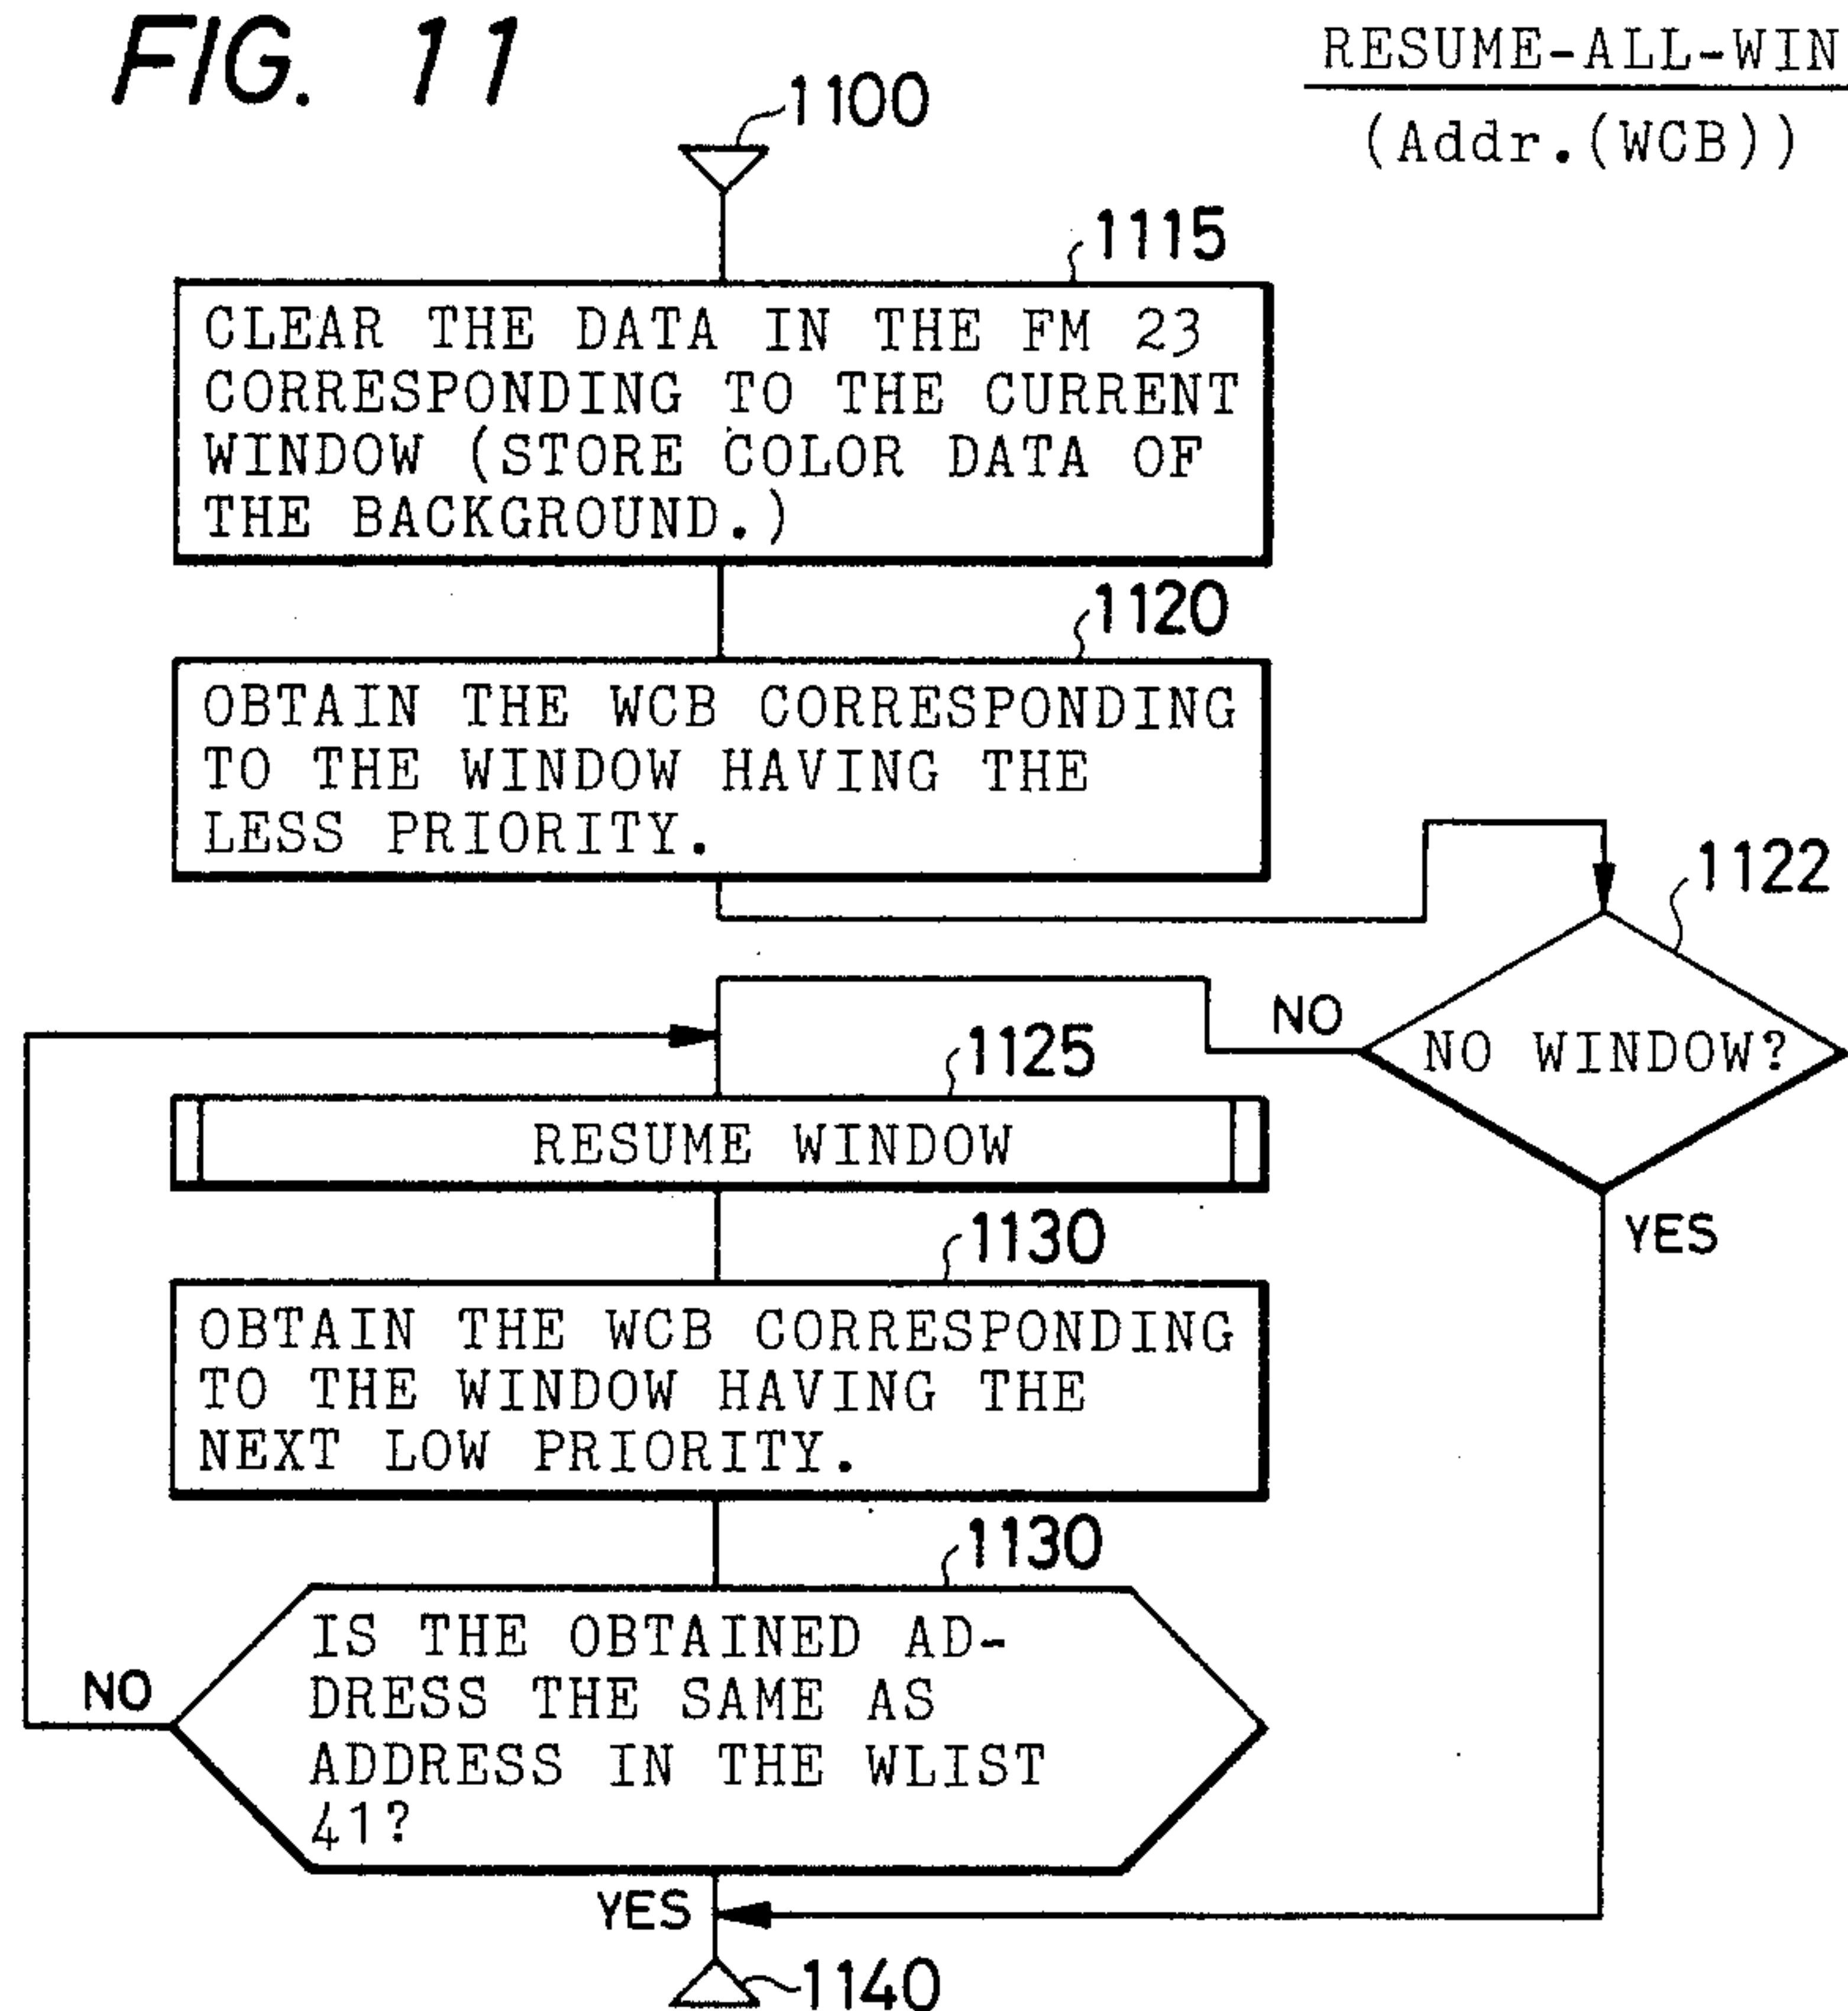 FIG. 11
RESUME-ALL-WIN
(Addr.(WCB))
1100
1115
CLEAR THE DATA IN THE FM 23
CORRESPONDING TO THE CURRENT
WINDOW (STORE COLOR DATA OF
THE BACKGROUND.)
1120
OBTAIN THE WCB CORRESPONDING
TO THE WINDOW HAVING THE
LESS PRIORITY.
1122
NO WINDOW?
NO
YES
1125
RESUME WINDOW
1130
OBTAIN THE WCB CORRESPONDING
TO THE WINDOW HAVING THE
NEXT LOW PRIORITY.
1130
IS THE OBTAINED AD-
DRESS THE SAME AS
ADDRESS IN THE WLIST
41?
NO
YES
1140